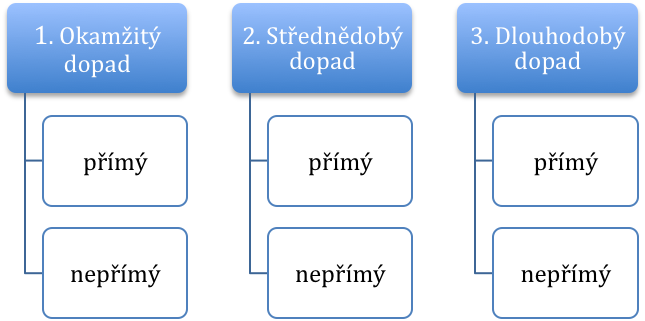 1. Okamžitý
dopad
přímý
nepřímý
2. Střednědobý
dopad
přímý
nepřímý
3. Dlouhodobý
dopad
přímý
nepřímý